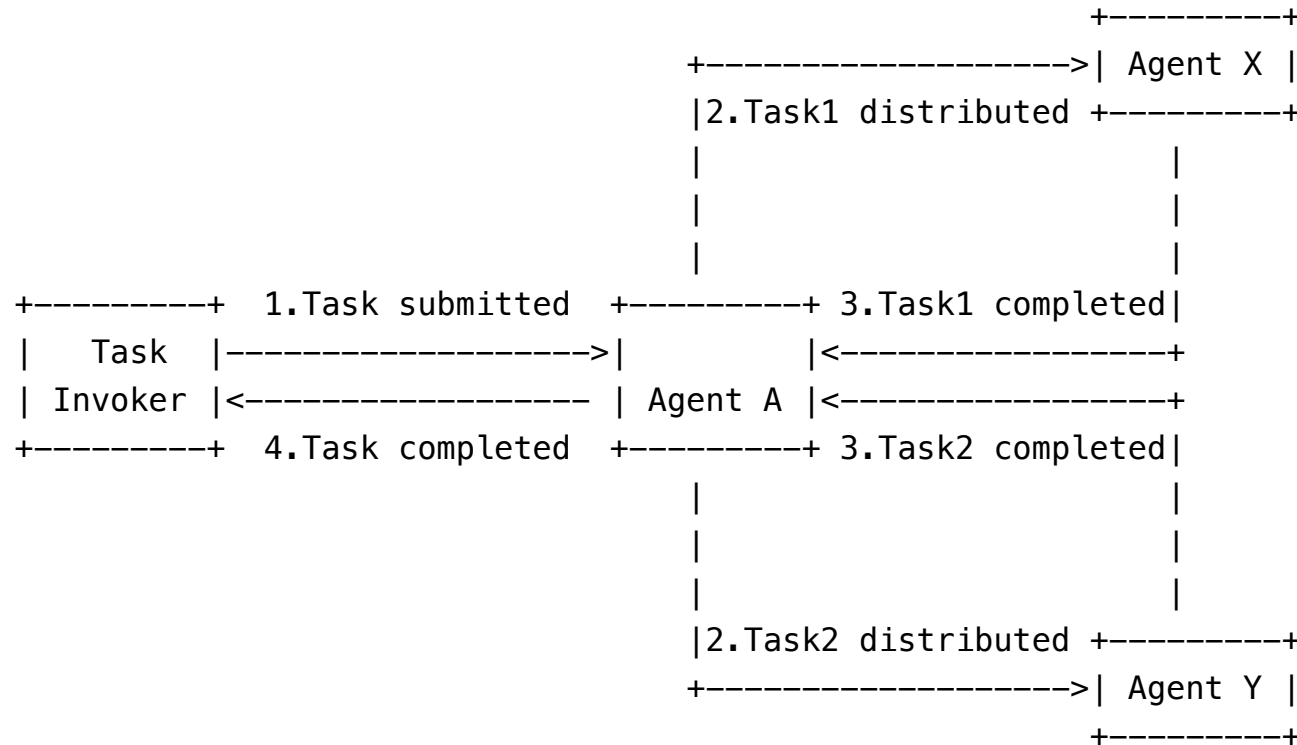 Agent X
2.Task1 distributed
1.Task submitted 3.Task1 completed
Task
Invoker Agent A
4.Task completed 3.Task2 completed
2.Task2 distributed
Agent Y